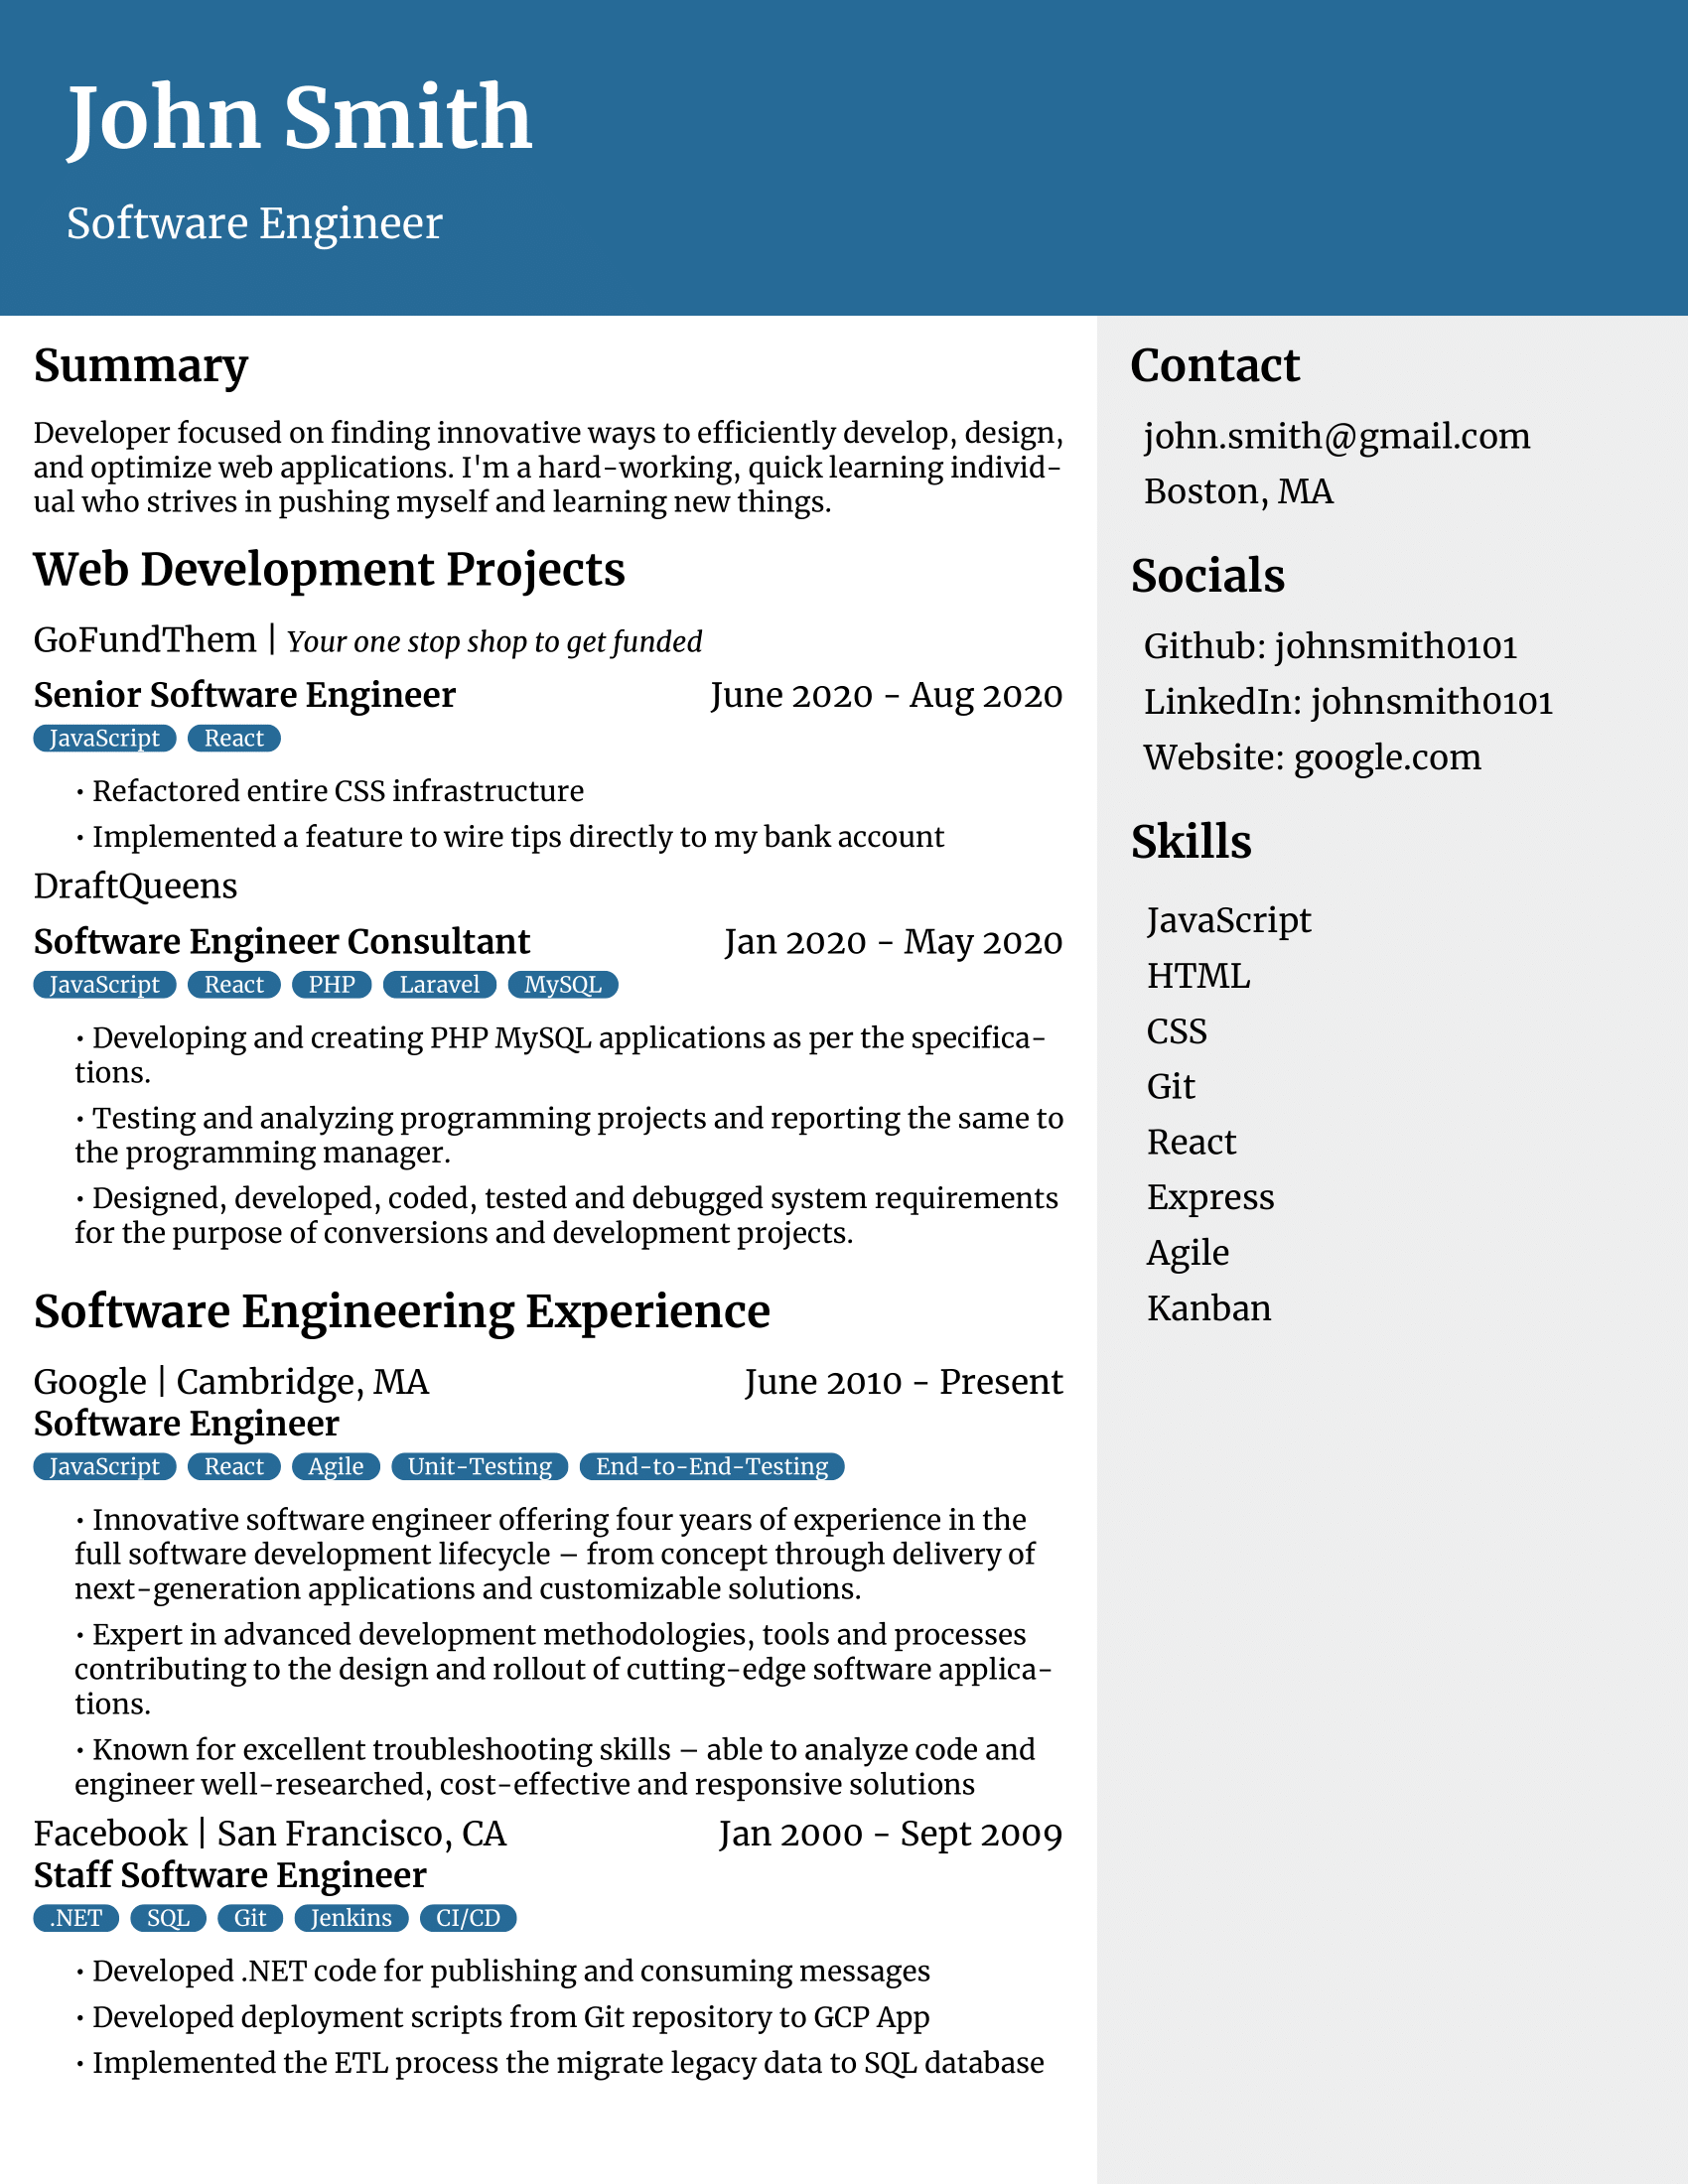 John Smith
Software Engineer
Summary
Developer focused on finding innovative ways to efficiently develop, design,
and optimize web applications. I'm a hard-working, quick learning individ-
ual who strives in pushing myself and learning new things.
Web Development Projects
GoFundThem | Your one stop shop to get funded
Senior Software Engineer June 2020 - Aug 2020
JavaScript React
• Refactored entire CSS infrastructure
• Implemented a feature to wire tips directly to my bank account
DraftQueens
Software Engineer Consultant Jan 2020 - May 2020
JavaScript React PHP Laravel MySQL
• Developing and creating PHP MySQL applications as per the specifica-
tions.
• Testing and analyzing programming projects and reporting the same to
the programming manager.
• Designed, developed, coded, tested and debugged system requirements
for the purpose of conversions and development projects.
Software Engineering Experience
Google | Cambridge, MA June 2010 - Present
Software Engineer
JavaScript React Agile Unit-Testing End-to-End-Testing
• Innovative software engineer offering four years of experience in the
full software development lifecycle – from concept through delivery of
next-generation applications and customizable solutions.
• Expert in advanced development methodologies, tools and processes
contributing to the design and rollout of cutting-edge software applica-
tions.
• Known for excellent troubleshooting skills – able to analyze code and
engineer well-researched, cost-effective and responsive solutions
Facebook | San Francisco, CA Jan 2000 - Sept 2009
Staff Software Engineer
.NET SQL Git Jenkins CI/CD
• Developed .NET code for publishing and consuming messages
• Developed deployment scripts from Git repository to GCP App
• Implemented the ETL process the migrate legacy data to SQL database
Contact
john.smith@gmail.com
Boston, MA
Socials
Github: johnsmith0101
LinkedIn: johnsmith0101
Website: google.com
Skills
JavaScript
HTML
CSS
Git
React
Express
Agile
Kanban